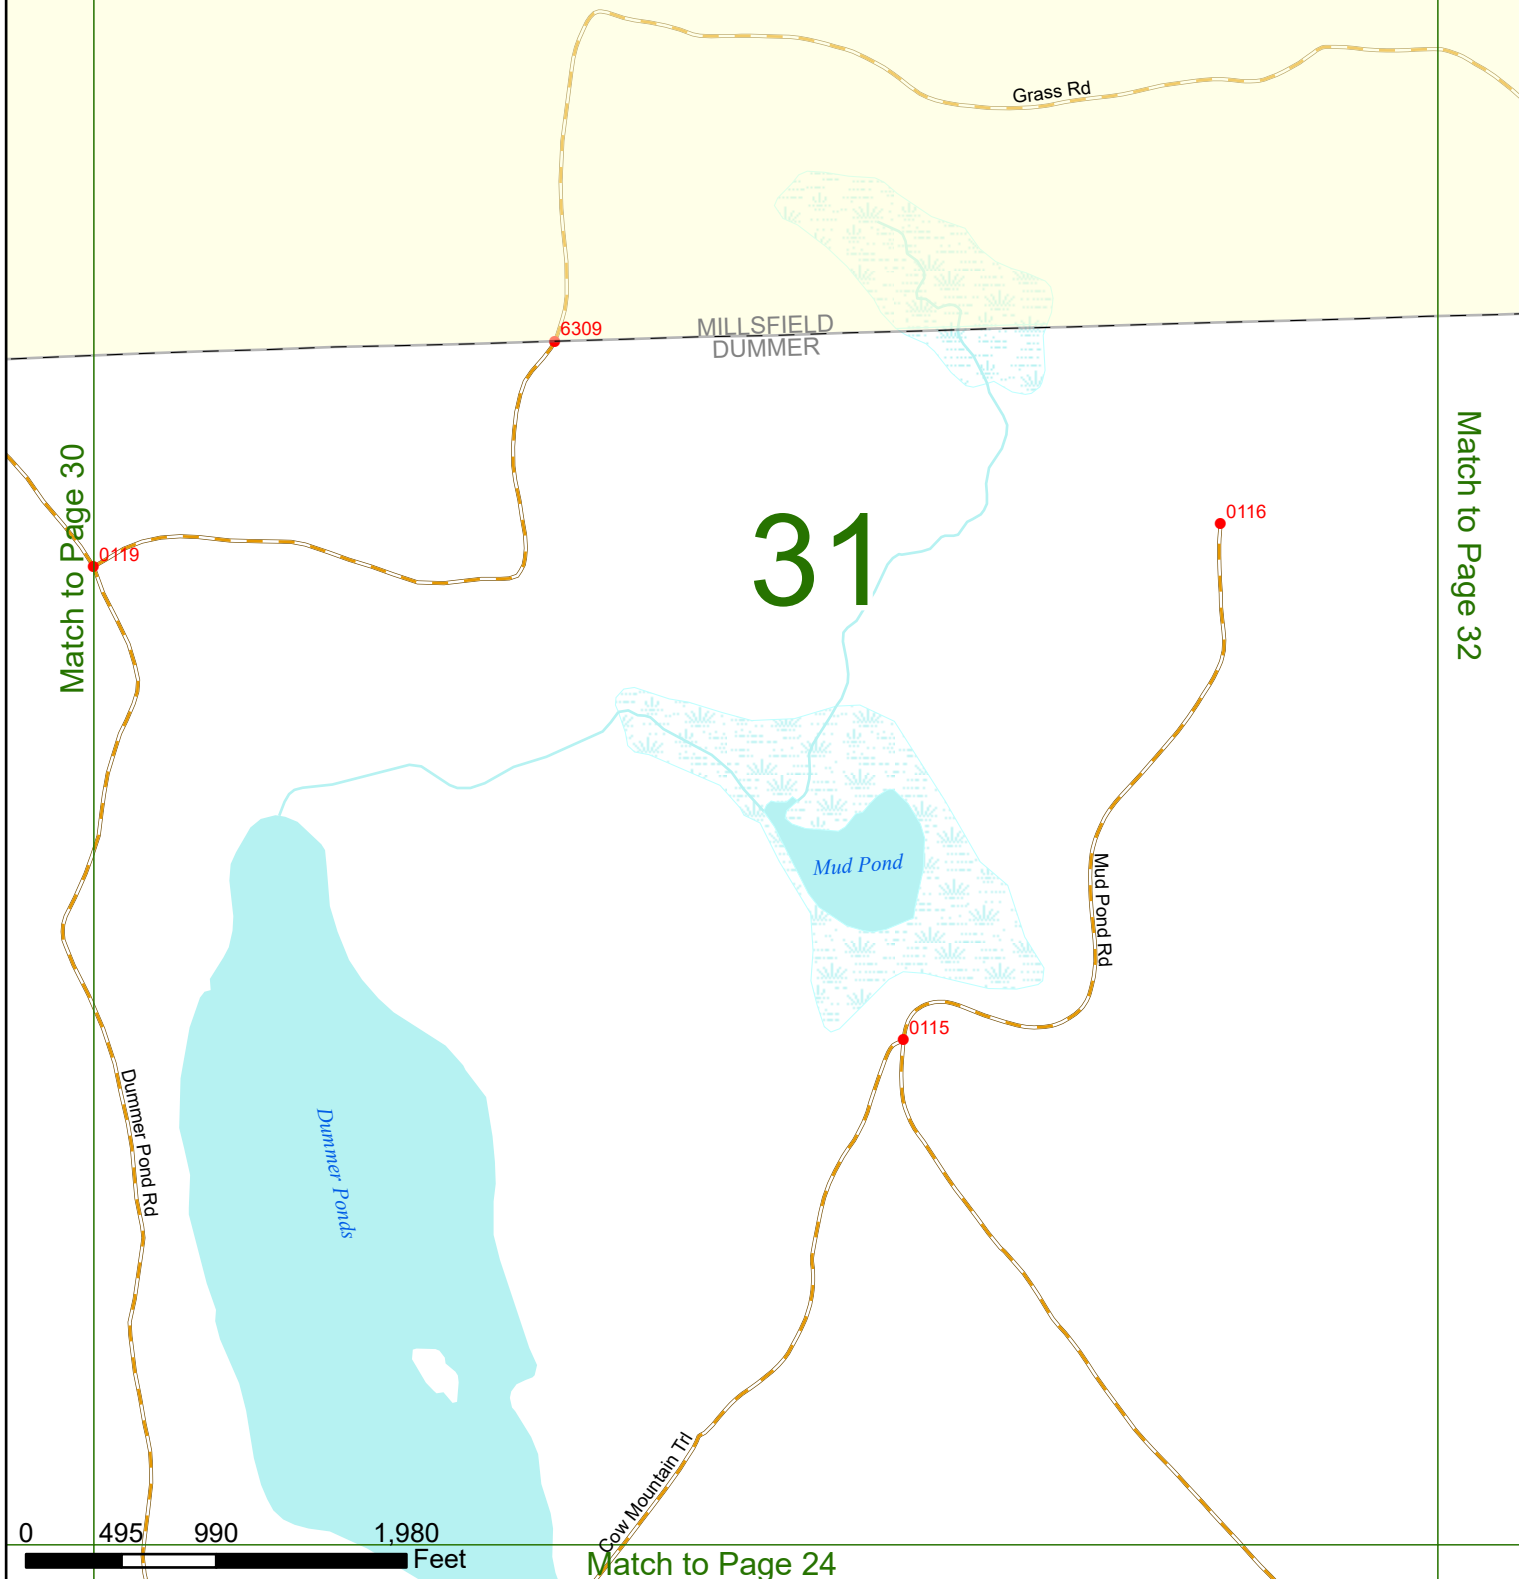 Grass Rd
6309
MILLSFIELD
DUMMER
Match to Page 30
Match to Page 32
0119
31
0116
Mud Pond
Mud Pond Rd
0115
Dummer Pond Rd
Dummer Ponds
Cow Mountain Trl
0 495 990 1,980
Feet
Match to Page 24